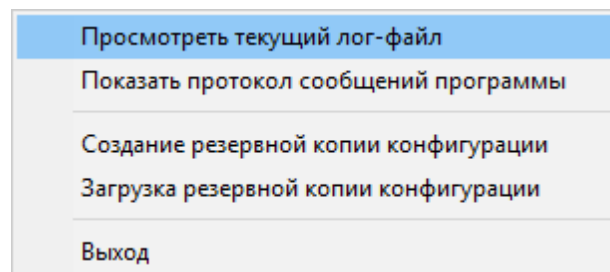 Просмотреть текущий лог-файл
Показать протокол сообщений программы
Создание резервной копии конфигурации
Загрузка резервной копии конфигурации
Выход